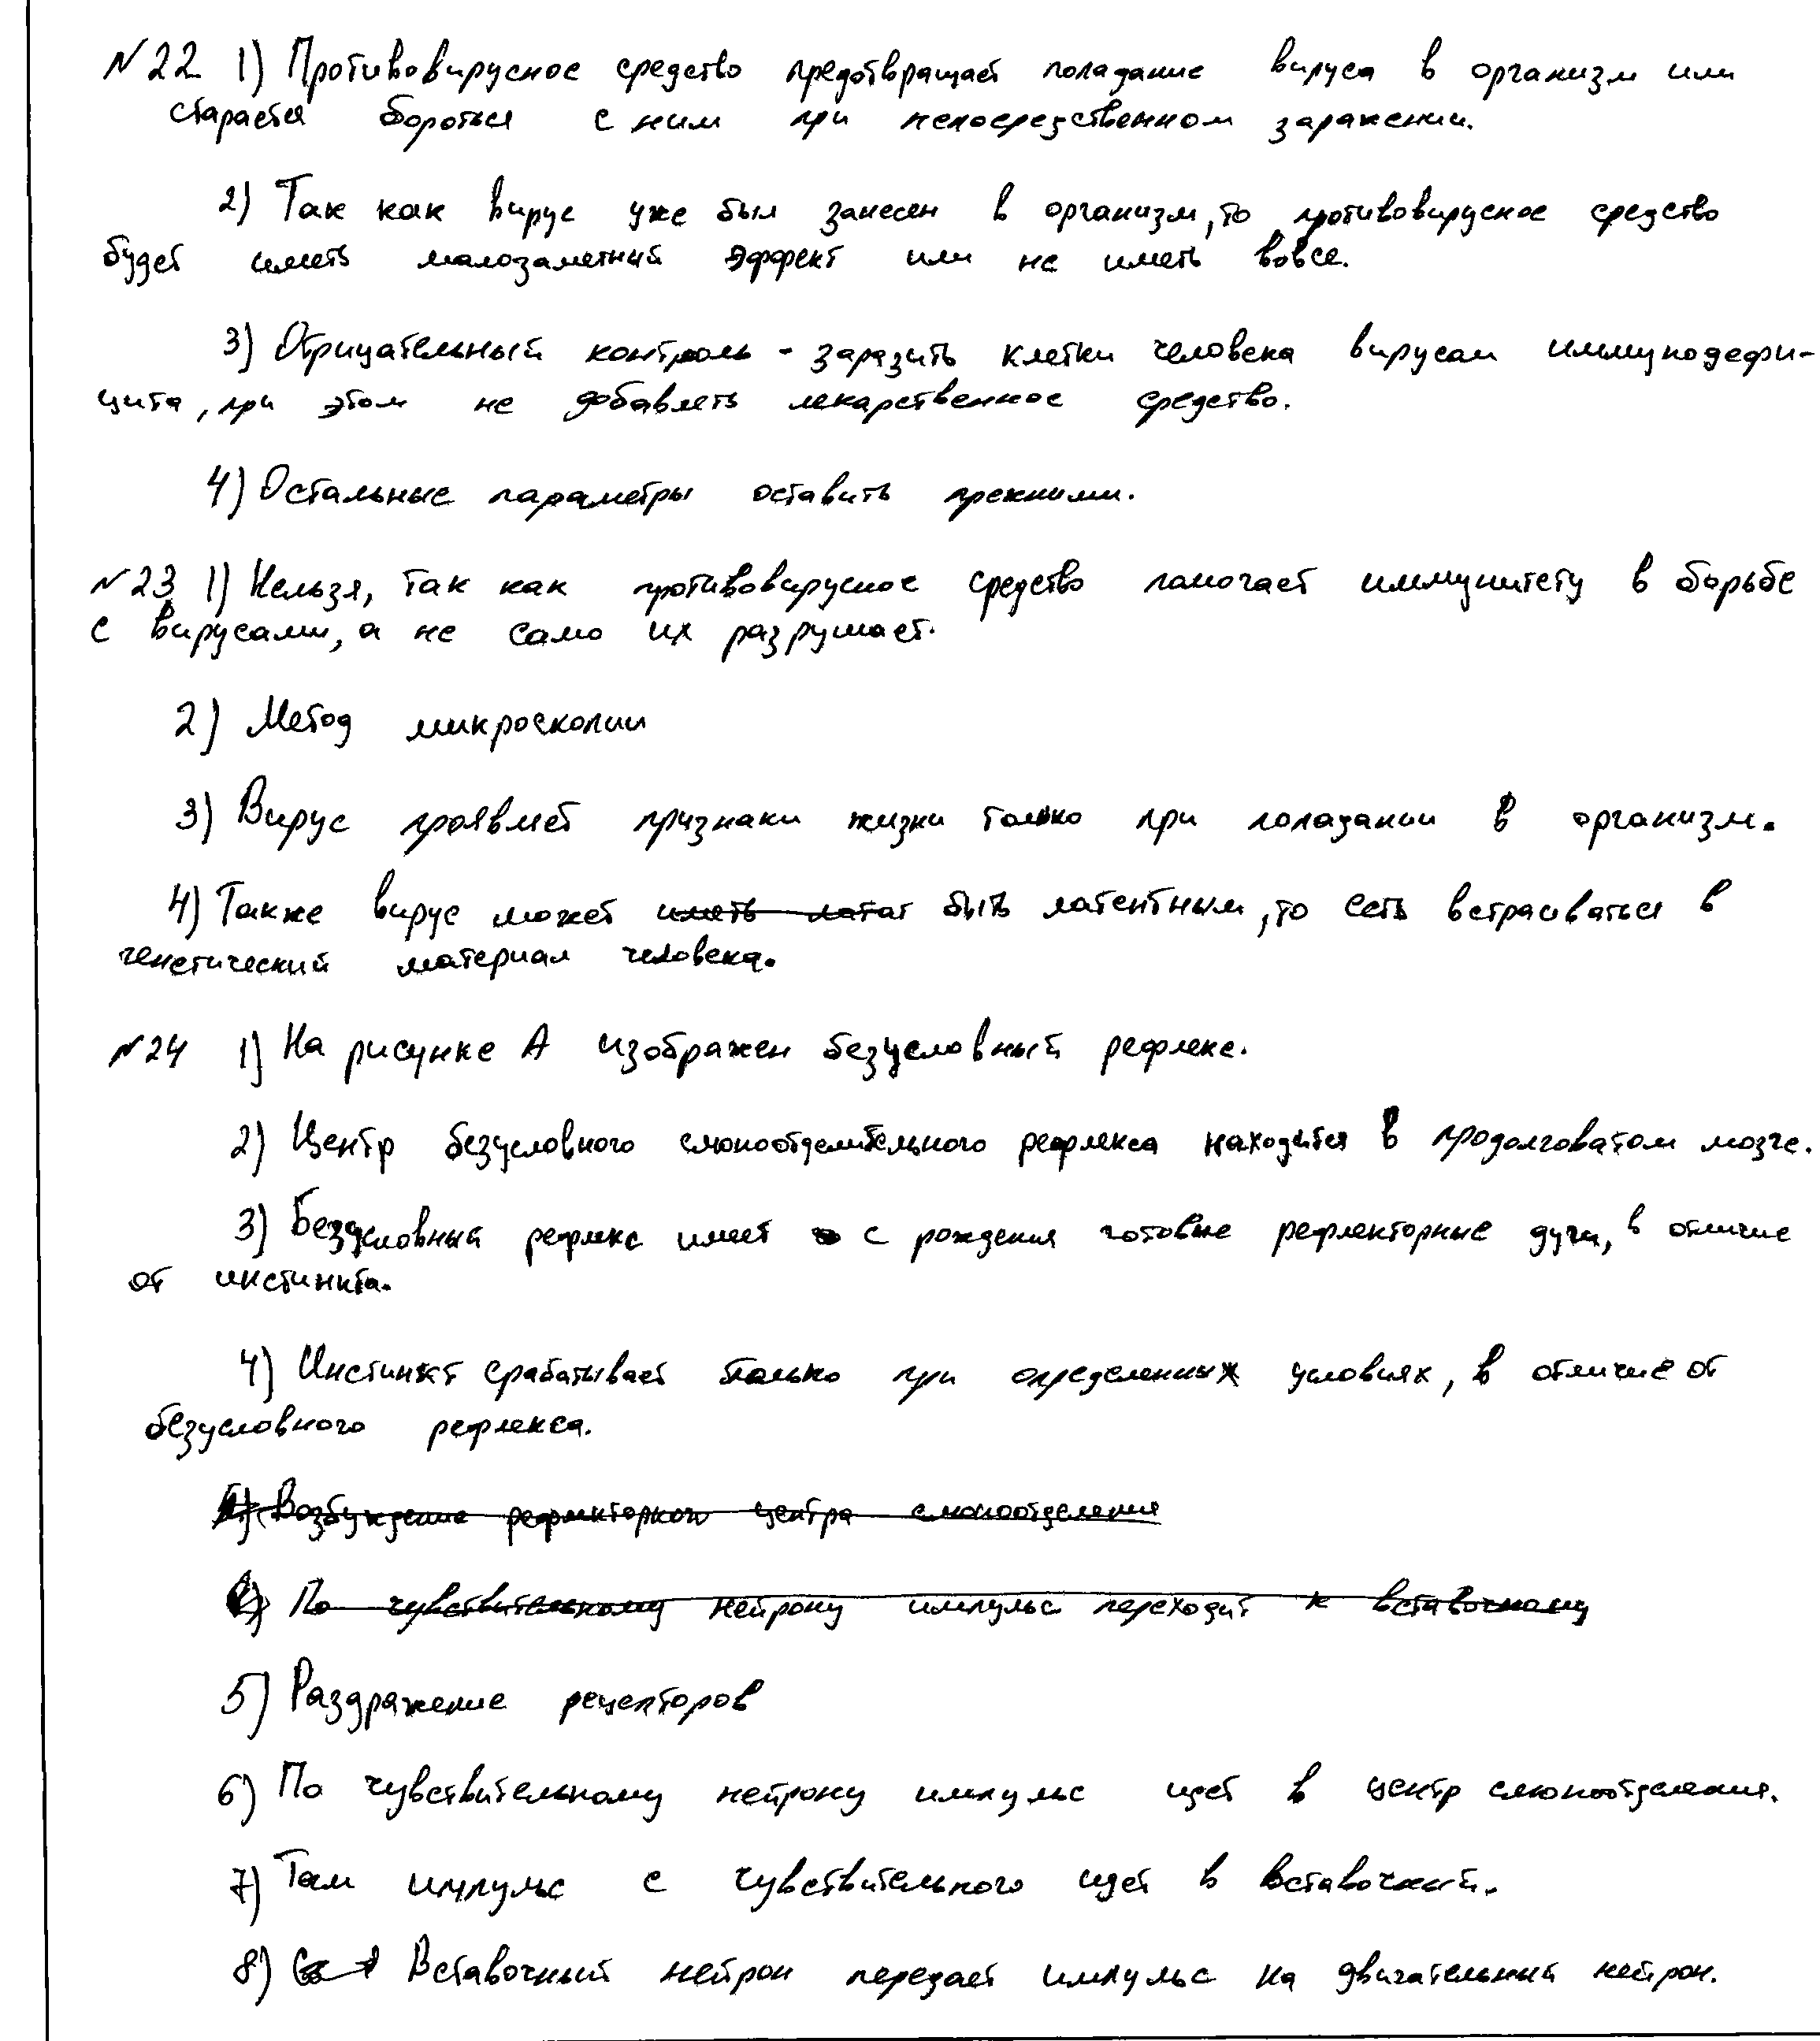 №22 1) Противовирусное средство предотвращает попадание вируса в организм или
старается бороться с ним при непосредственном заражении.
2) Так как вирус уже был занесен в организм, то противовирусное средство
будет иметь малозаметный эффект или не иметь вовсе.
3) Отрицательный контроль - заразить клетки человека вирусом иммунодефи-
цита, при этом не добавлять лекарственное средство.
4) Остальные параметры оставить прежними.
№23 1) Нельзя, так как противовирусное средство помогает иммунитету в борьбе
с вирусами, а не само их разрушает.
2) Метод микроскопии
3) Вирус проявляет признаки жизни только при попадании в организм.
4) Также вирус может иметь латат быть латентным, то есть встраиваться в
генетический материал человека.
№24 1) На рисунке А изображен безусловный рефлекс.
2) Центр безусловного слюноотделительного рефлекса находится в продолговатом мозге.
3) Безусловный рефлекс имеет с рождения готовые рефлекторные дуги, в отличие
от инстинкта.
4) Инстинкт срабатывает только при определенных условиях, в отличие от
безусловного рефлекса.
Возбуждение рефлекторного центра слюноотделения
По чувствительному нейрону импульс переходит к вставочному
5) Раздражение рецепторов
6) По чувствительному нейрону импульс идет в центр слюноотделения.
7) Там импульс с чувствительного идет в вставочный.
8) Вставочный нейрон передает импульс на двигательный нейрон.